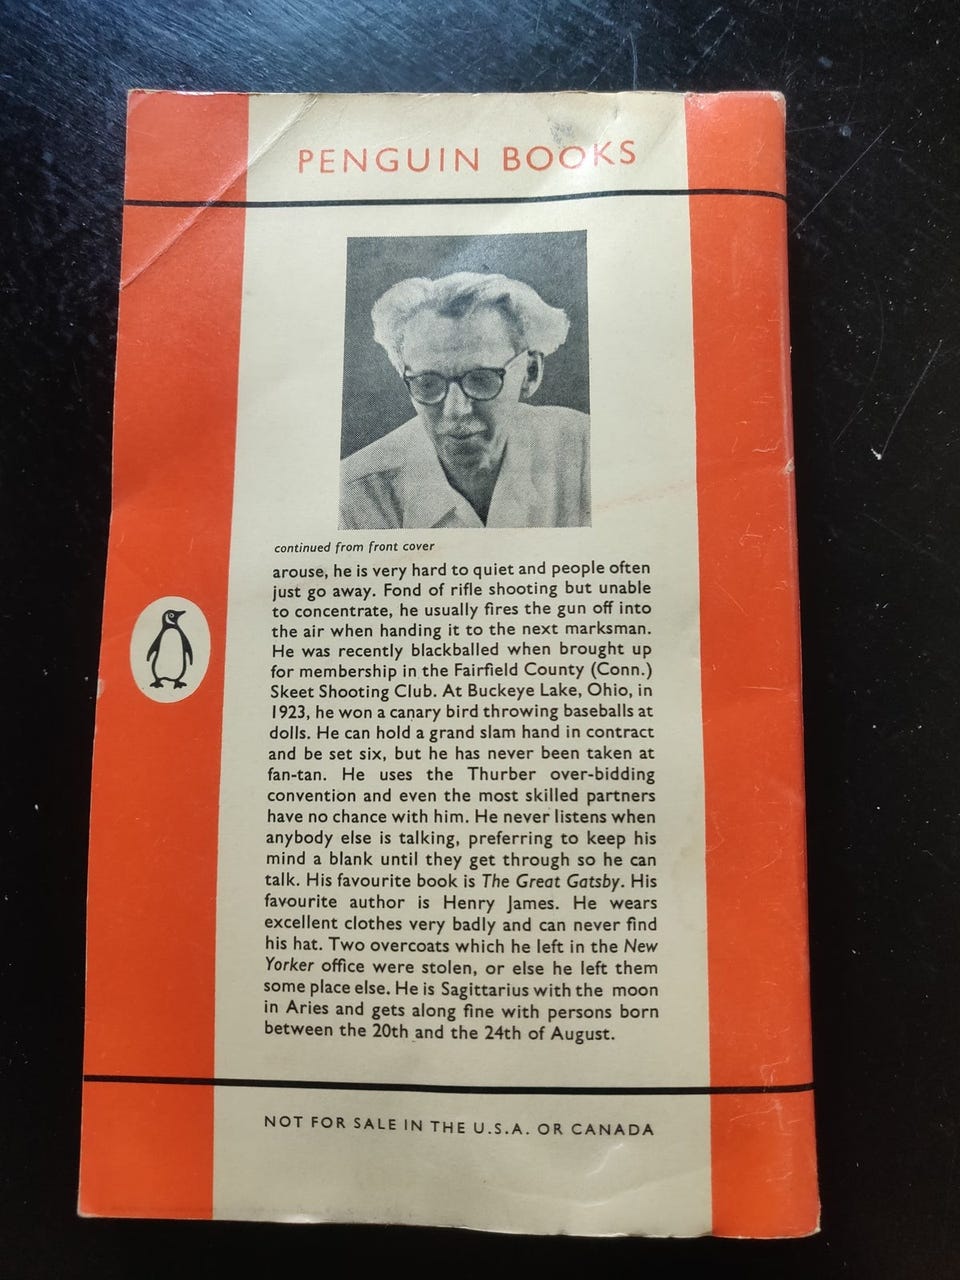 PENGUIN BOOKS
continued from front cover
arouse, he is very hard to quiet and people often
just go away. Fond of rifle shooting but unable
to concentrate, he usually fires the gun off into
the air when handing it to the next marksman.
He was recently blackballed when brought up
for membership in the Fairfield County (Conn.)
Skeet Shooting Club. At Buckeye Lake, Ohio, in
1923, he won a canary bird throwing baseballs at
dolls. He can hold a grand slam hand in contract
and be set six, but he has never been taken at
fan-tan. He uses the Thurber over-bidding
convention and even the most skilled partners
have no chance with him. He never listens when
anybody else is talking, preferring to keep his
mind a blank until they get through so he can
talk. His favourite book is The Great Gatsby. His
favourite author is Henry James. He wears
excellent clothes very badly and can never find
his hat. Two overcoats which he left in the New
Yorker office were stolen, or else he left them
some place else. He is Sagittarius with the moon
in Aries and gets along fine with persons born
between the 20th and the 24th of August.
NOT FOR SALE IN THE U.S.A. OR CANADA